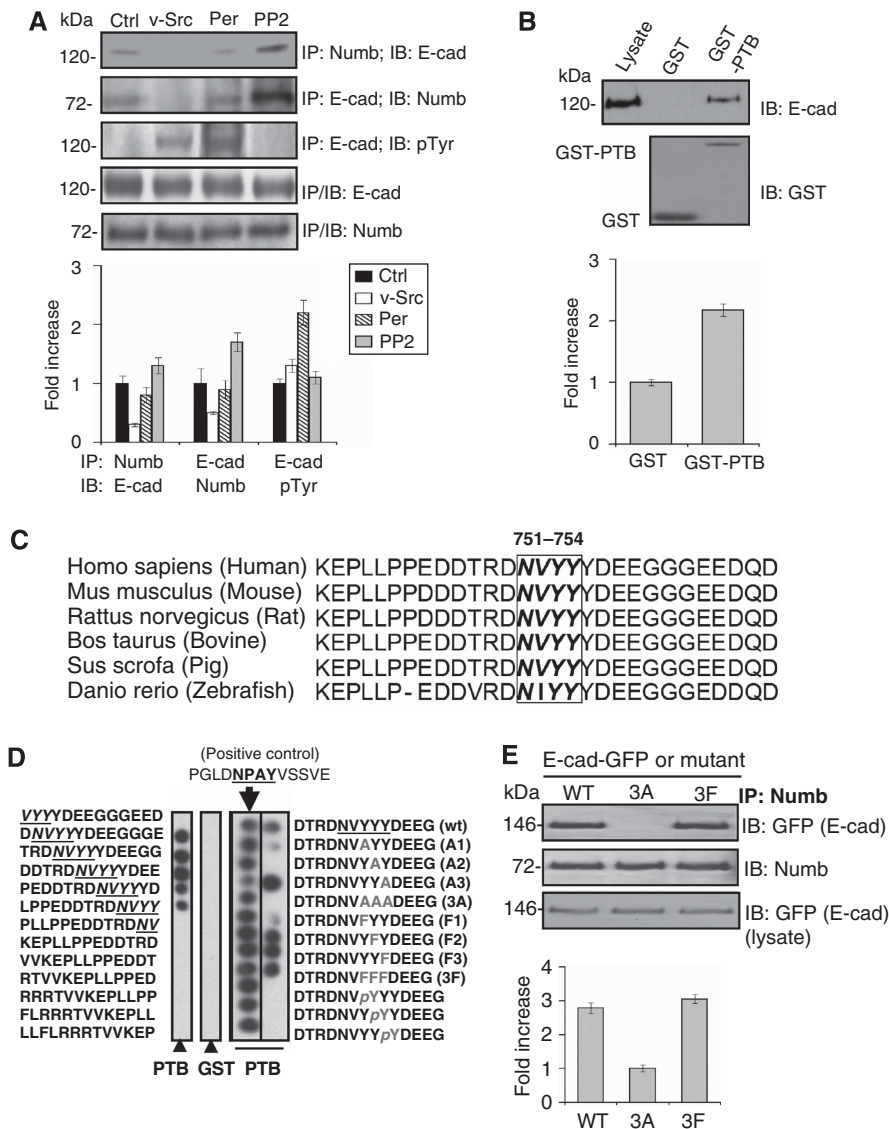 A
kDa Ctrl v-Src Per PP2
120- IP: Numb; IB: E-cad
72- IP: E-cad; IB: Numb
120- IP: E-cad; IB: pTyr
120- IP/IB: E-cad
72- IP/IB: Numb
Fold increase
3
2
1
0
Ctrl
v-Src
Per
PP2
IP: Numb E-cad E-cad
IB: E-cad Numb pTyr
B
Lysate GST GST-PTB
kDa
120- IB: E-cad
GST-PTB
IB: GST
GST
Fold increase
3
2
1
0
GST GST-PTB
C
751–754
Homo sapiens (Human) KEPLLPPEDDTRDNVYYYDEEGGGEEDQD
Mus musculus (Mouse) KEPLLPPDDDTRDNVYYYDEEGGGEEDQD
Rattus norvegicus (Rat) KEPLLPPDDDTRDNVYYYDEEGGGEEDQD
Bos taurus (Bovine) KEPLLPPEDDTRDNVYYYDEEGGGEEDQD
Sus scrofa (Pig) KEPLLPPEDDTRDNVYYYDEEGGGEEDQD
Danio rerio (Zebrafish) KEPLLP-EDDVRDNIYYYDEEGGGEDDQD
D
(Positive control)
PGLDNPAYVSSVE
VYYYDEEGGGEED
DNVYYYDEEGGGE
TRDNVYYYDEEGG
DDTRDNVYYYDEE
PEDDTRDNVYYYD
LPPEDDTRDNVYY
PLLPPEDDTRDNV
KEPLLPPEDDTRD
VVKEPLLPPEDDT
RTVVKEPLLPPED
RRRTVVKEPLLPP
FLRRRTVVKEPLL
LLFLRRRTVVKEP
DTRDNVYYYDEEG (wt)
DTRDNVAYYDEEG (A1)
DTRDNVYAYDEEG (A2)
DTRDNVYYADEEG (A3)
DTRDNVAAADEEG (3A)
DTRDNVFYYDEEG (F1)
DTRDNVYFYDEEG (F2)
DTRDNVYYFDEEG (F3)
DTRDNVFFFDEEG (3F)
DTRDNVpYYYDEEG
DTRDNVYpYYDEEG
DTRDNVYYpYDEEG
PTB GST PTB
E
E-cad-GFP or mutant
kDa WT 3A 3F IP: Numb
146- IB: GFP (E-cad)
72- IB: Numb
146- IB: GFP (E-cad)
(lysate)
Fold increase
4
3
2
1
0
WT 3A 3F